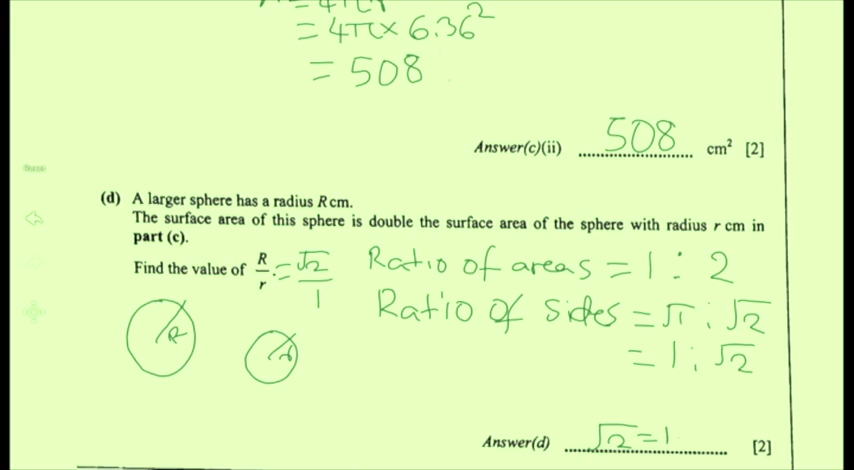 = 4πr
= 4π × 6.36²
= 508
Answer(c)(ii) 508 cm² [2]
(d) A larger sphere has a radius R cm.
The surface area of this sphere is double the surface area of the sphere with radius r cm in
part (c).
Find the value of R/r. = √2/1 Ratio of areas = 1 : 2
Ratio of sides = √1 : √2
= 1 : √2
R r
Answer(d) √2 = 1 [2]